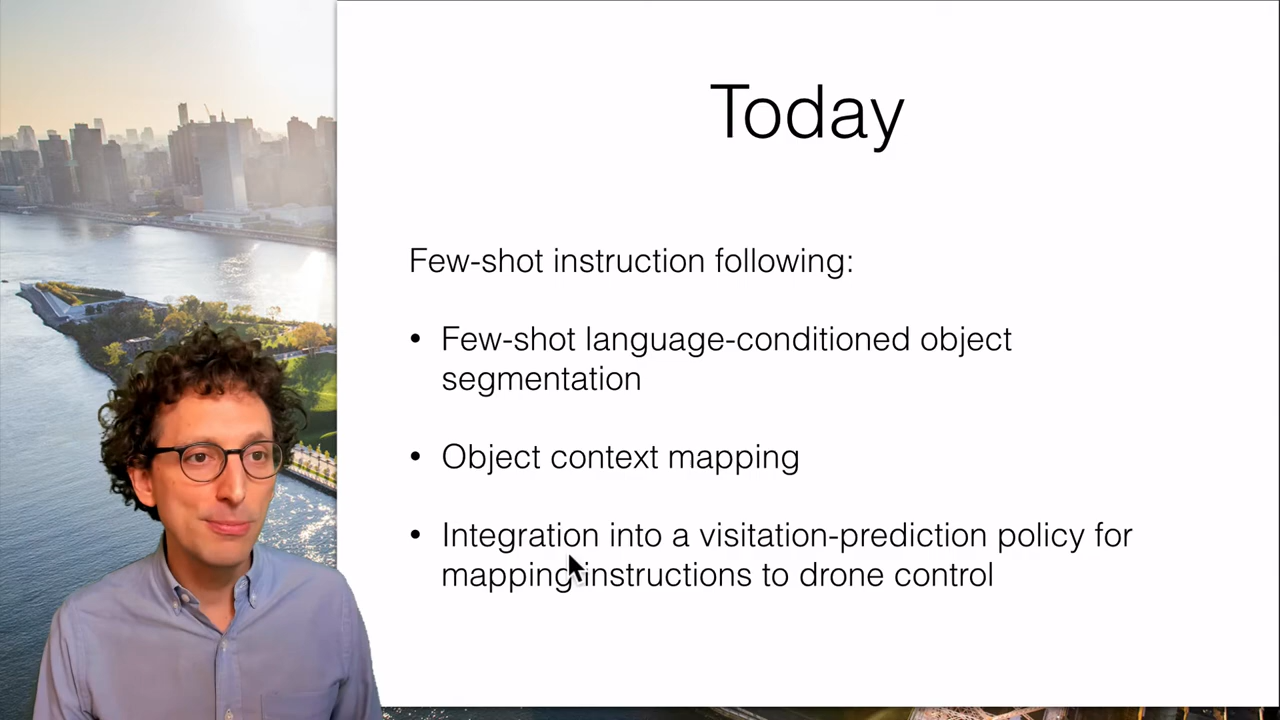 Today
Few-shot instruction following:
• Few-shot language-conditioned object
segmentation
• Object context mapping
• Integration into a visitation-prediction policy for
mapping instructions to drone control